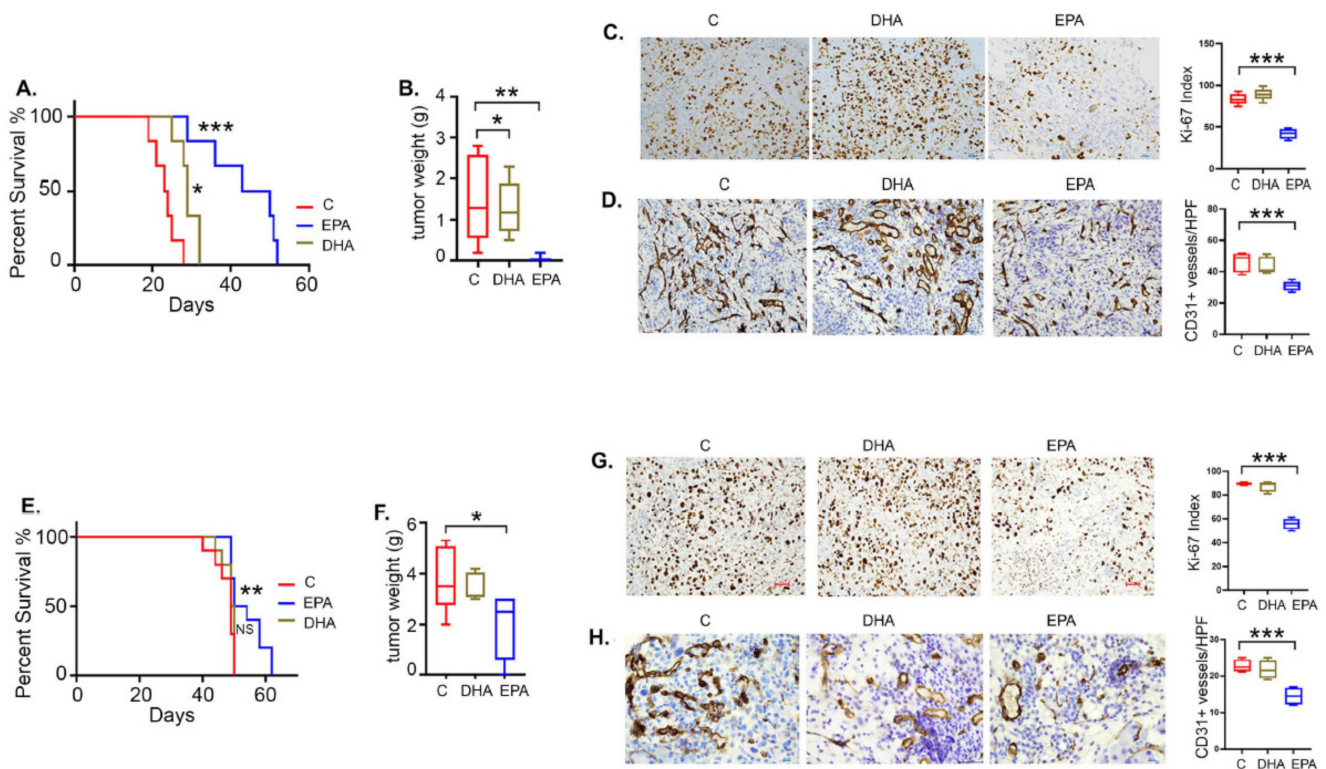 A.
Percent Survival %
100
50
0
0 20 40 60
Days
***
*
C
EPA
DHA
B.
tumor weight (g)
4
3
2
1
0
**
*
C DHA EPA
C.
C DHA EPA
Ki-67 Index
150
100
50
0
***
C DHA EPA
D.
C DHA EPA
CD31+ vessels/HPF
80
60
40
20
0
***
C DHA EPA
E.
Percent Survival %
100
50
0
0 20 40 60
Days
**
NS
C
EPA
DHA
F.
tumor weight (g)
6
4
2
0
*
C DHA EPA
G.
C DHA EPA
Ki-67 Index
100
80
60
40
20
0
***
C DHA EPA
H.
C DHA EPA
CD31+ vessels/HPF
30
20
10
0
***
C DHA EPA